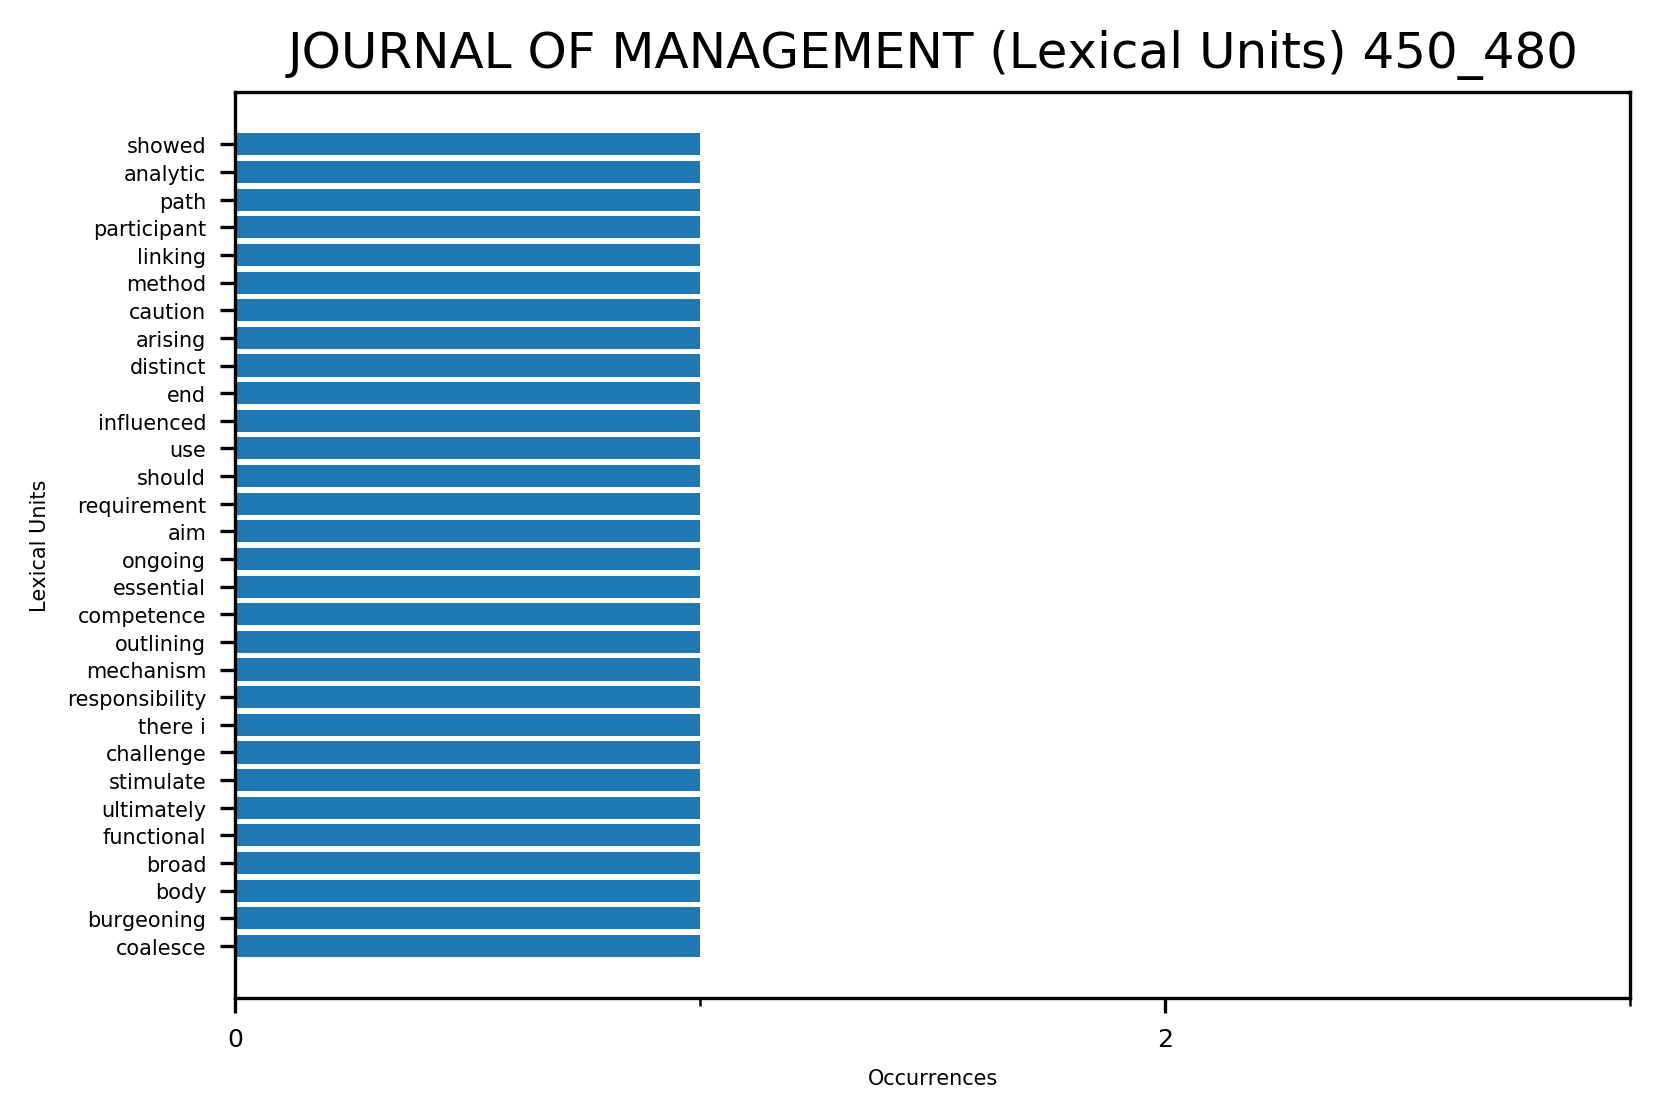 JOURNAL OF MANAGEMENT (Lexical Units) 450_480
showed
analytic
path
participant
linking
method
caution
arising
distinct
end
influenced
use
should
requirement
aim
ongoing
essential
competence
outlining
mechanism
responsibility
there i
challenge
stimulate
ultimately
functional
broad
body
burgeoning
coalesce
Lexical Units
0 2
Occurrences